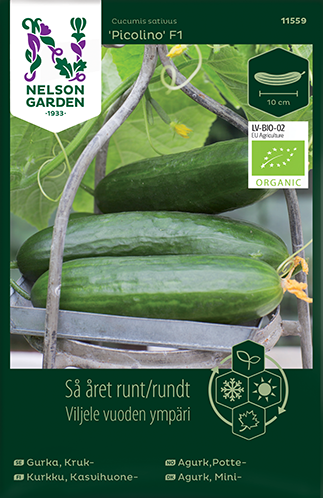 Cucumis sativus
'Picolino' F1
11559
NELSON
GARDEN
-1933-
10 cm
LV-BIO-02
EU Agriculture
ORGANIC
Så året runt/rundt
Viljele vuoden ympäri
SE Gurka, Kruk-
NO Agurk, Potte-
FI Kurkku, Kasvihuone-
DK Agurk, Mini-